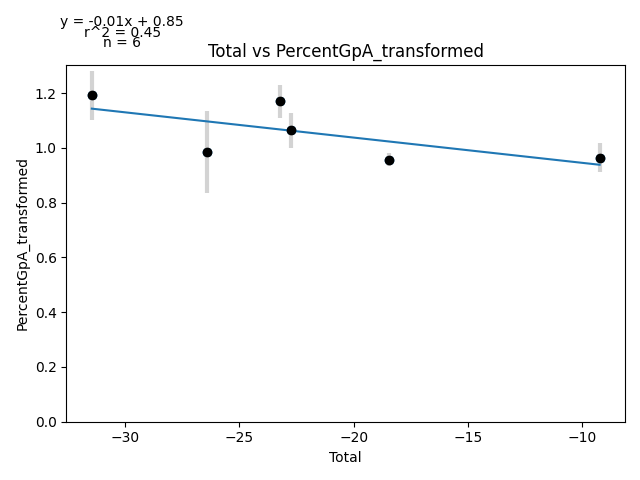 y = -0.01x + 0.85
r^2 = 0.45
n = 6
Total vs PercentGpA_transformed
PercentGpA_transformed
1.2
1.0
0.8
0.6
0.4
0.2
0.0
−30
−25
−20
−15
−10
Total